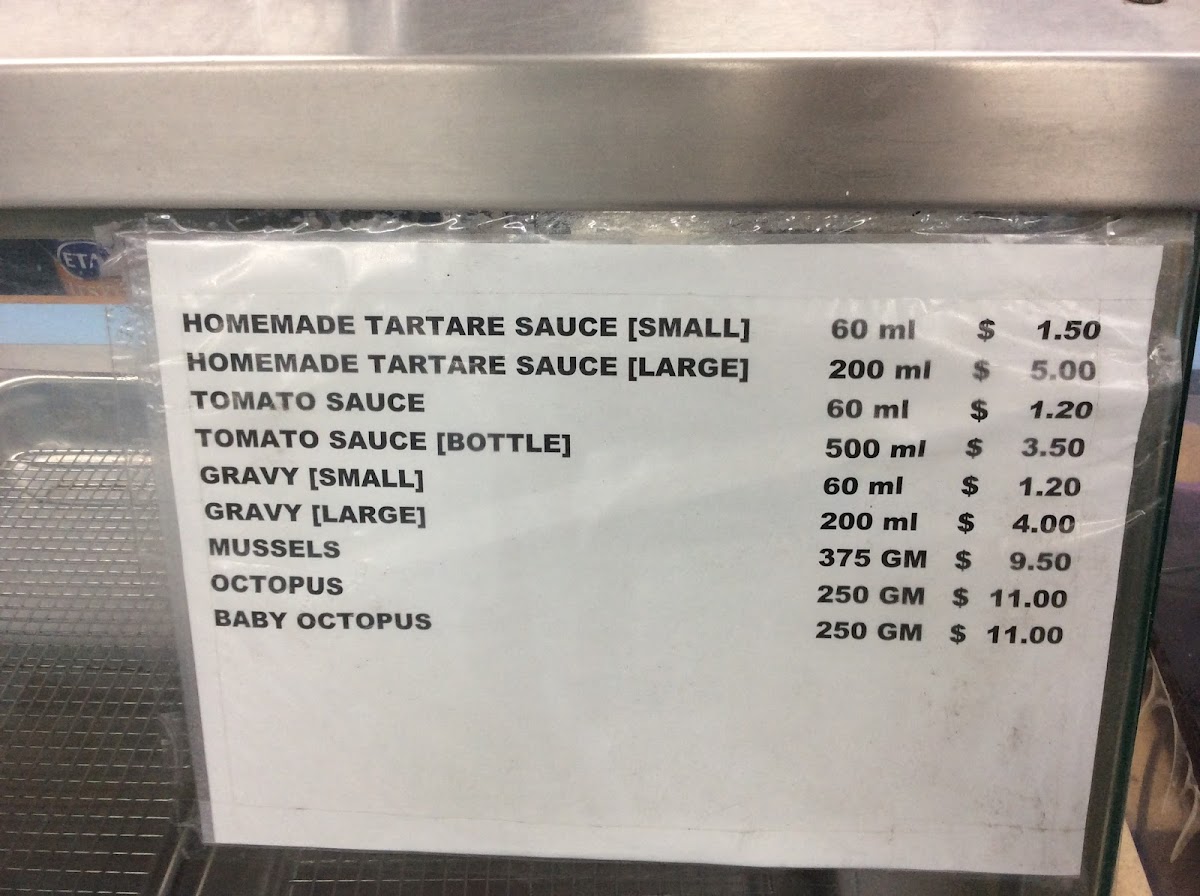 ETA
HOMEMADE TARTARE SAUCE [SMALL] 60 ml $ 1.50
HOMEMADE TARTARE SAUCE [LARGE] 200 ml $ 5.00
TOMATO SAUCE 60 ml $ 1.20
TOMATO SAUCE [BOTTLE] 500 ml $ 3.50
GRAVY [SMALL] 60 ml $ 1.20
GRAVY [LARGE] 200 ml $ 4.00
MUSSELS 375 GM $ 9.50
OCTOPUS 250 GM $ 11.00
BABY OCTOPUS 250 GM $ 11.00